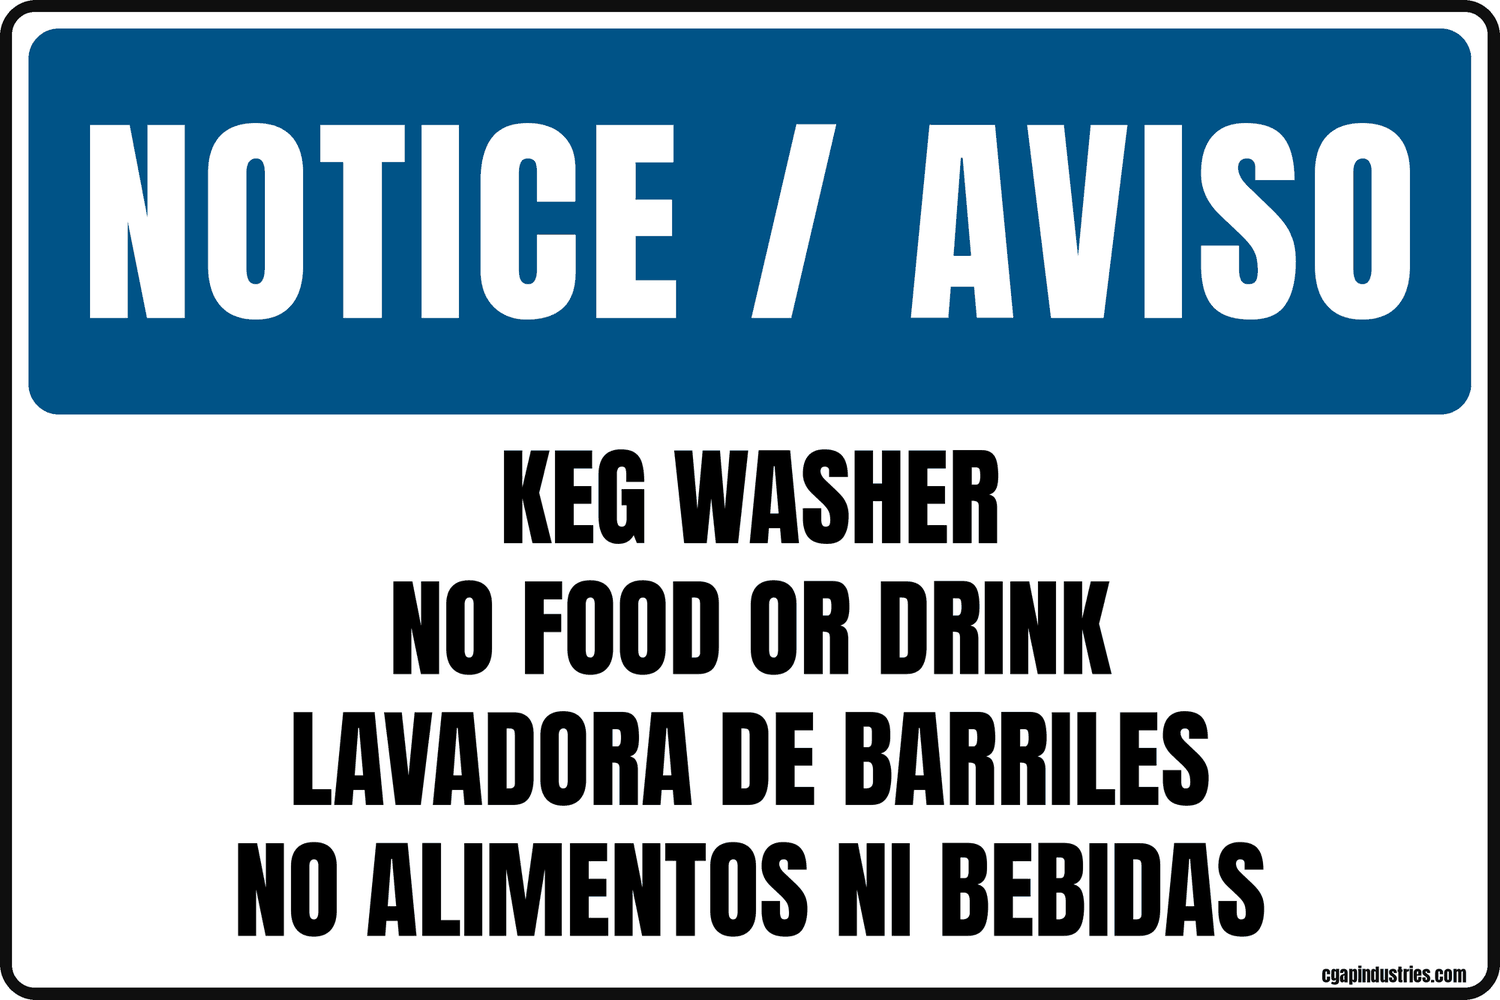 NOTICE / AVISO
KEG WASHER
NO FOOD OR DRINK
LAVADORA DE BARRILES
NO ALIMENTOS NI BEBIDAS
cgapindustries.com